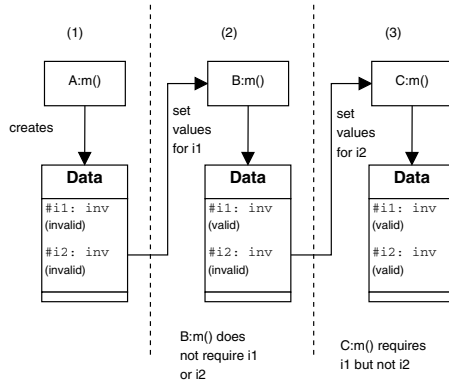 (1)
A:m()
creates
Data
#i1: inv
(invalid)
#i2: inv
(invalid)
(2)
B:m()
set
values
for i1
Data
#i1: inv
(valid)
#i2: inv
(invalid)
B:m() does
not require i1
or i2
(3)
C:m()
set
values
for i2
Data
#i1: inv
(valid)
#i2: inv
(valid)
C:m() requires
i1 but not i2